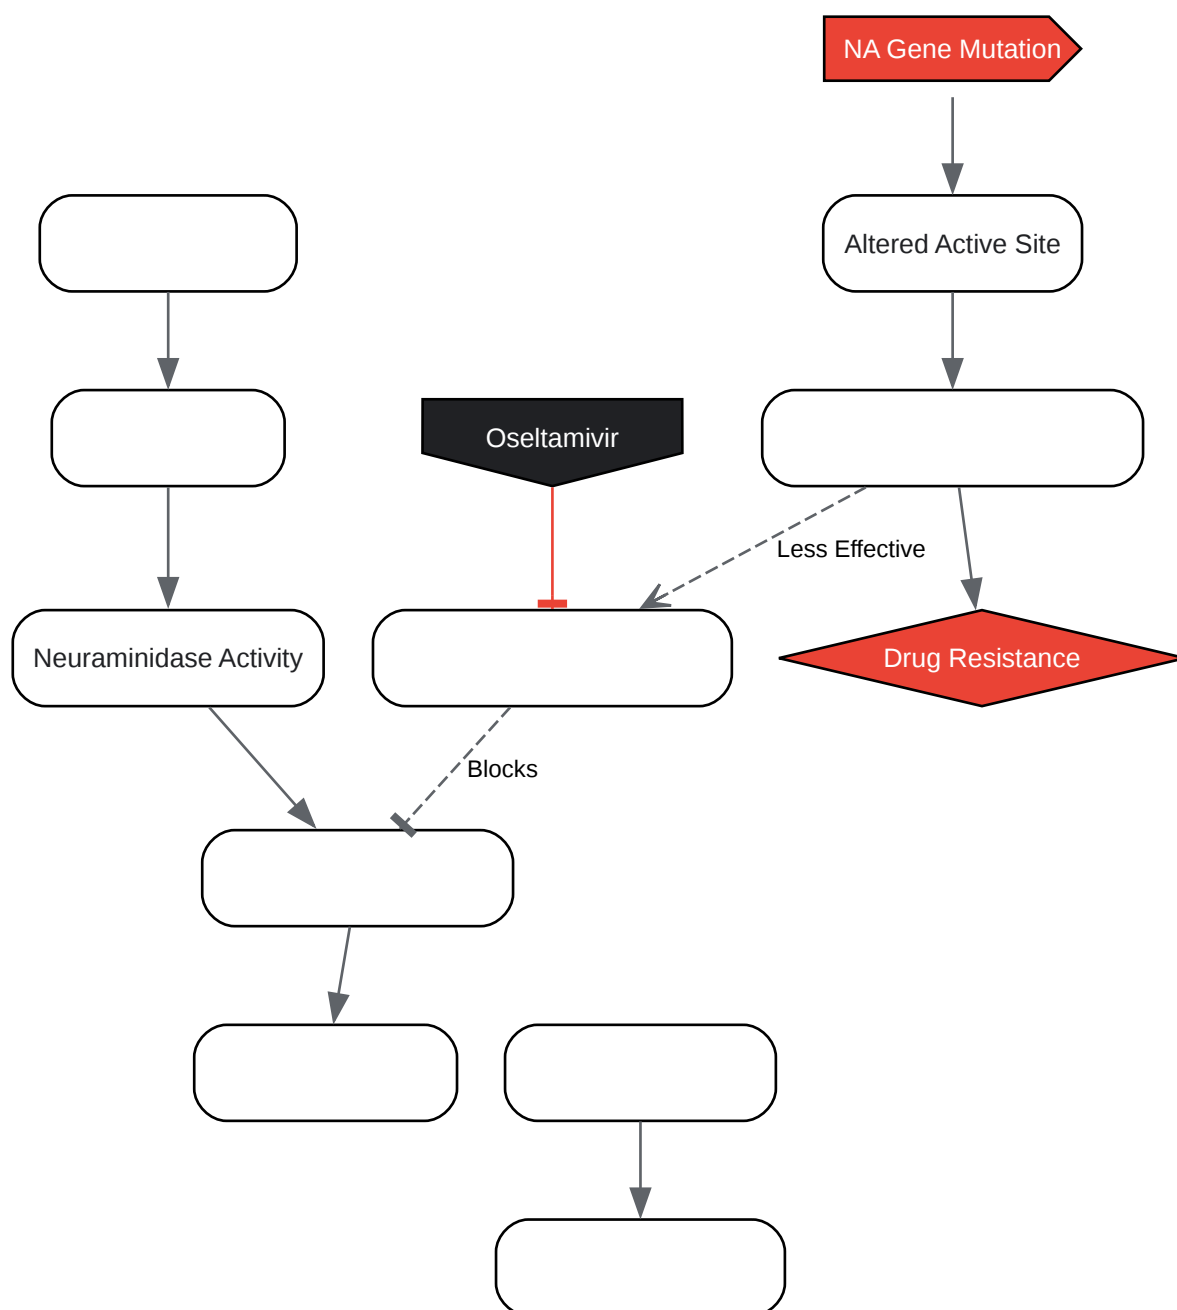 NA Gene Mutation
Altered Active Site
Oseltamivir
Less Effective
Neuraminidase Activity
Drug Resistance
Blocks